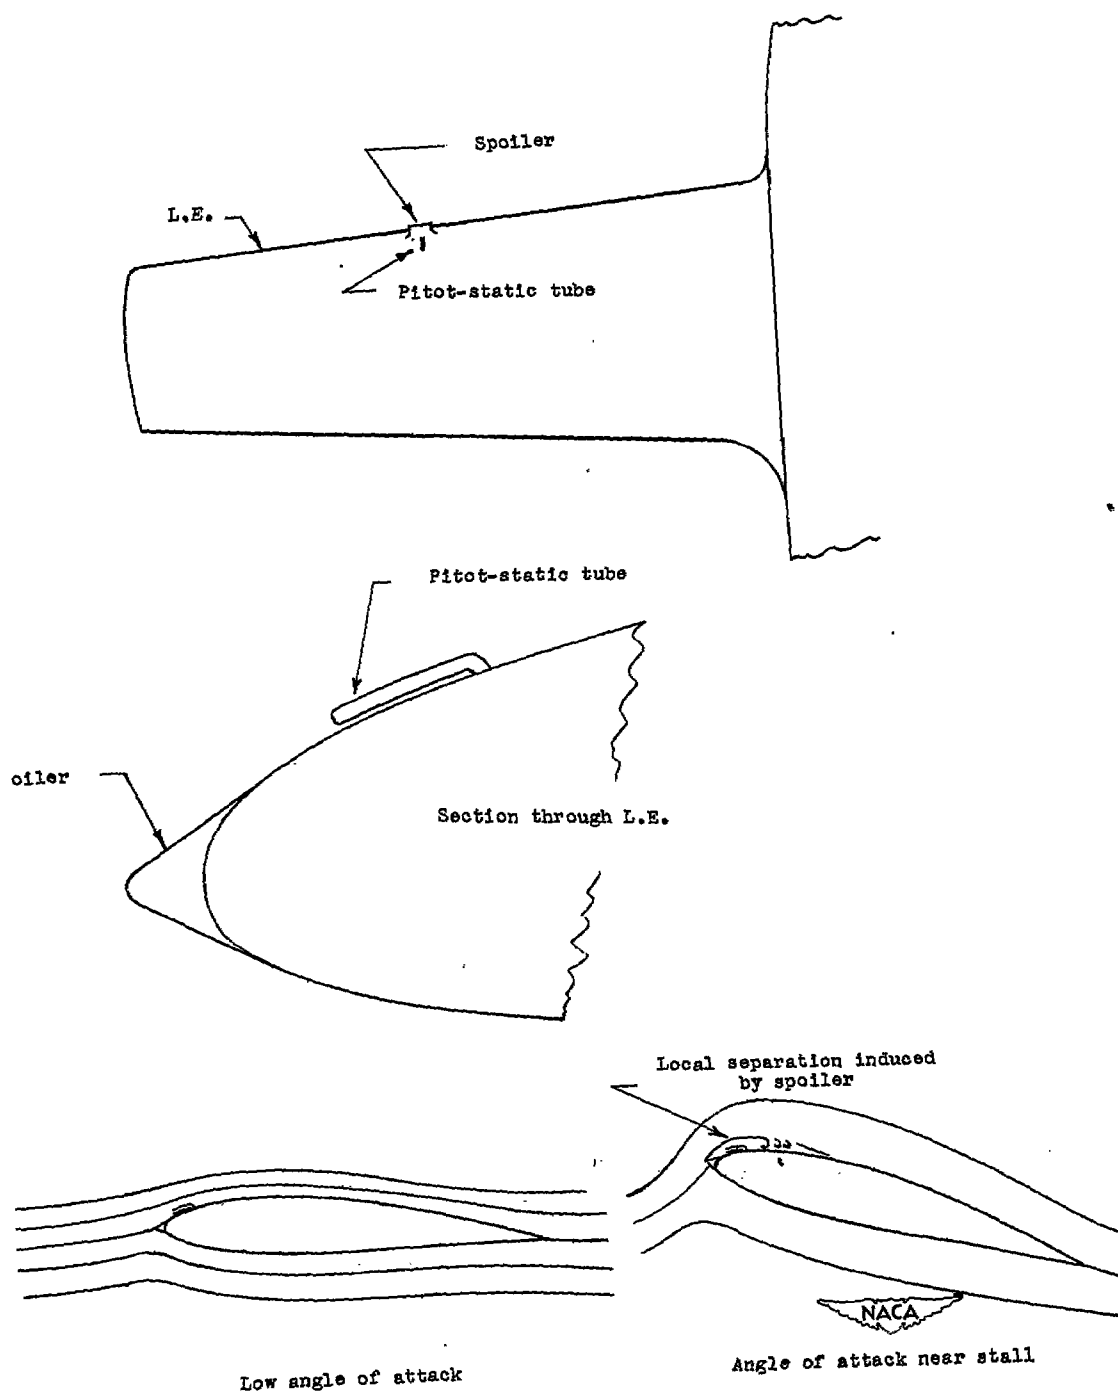 Spoiler
L.E.
Pitot-static tube
Pitot-static tube
oiler
Section through L.E.
Local separation induced
by spoiler
NACA
Low angle of attack
Angle of attack near stall